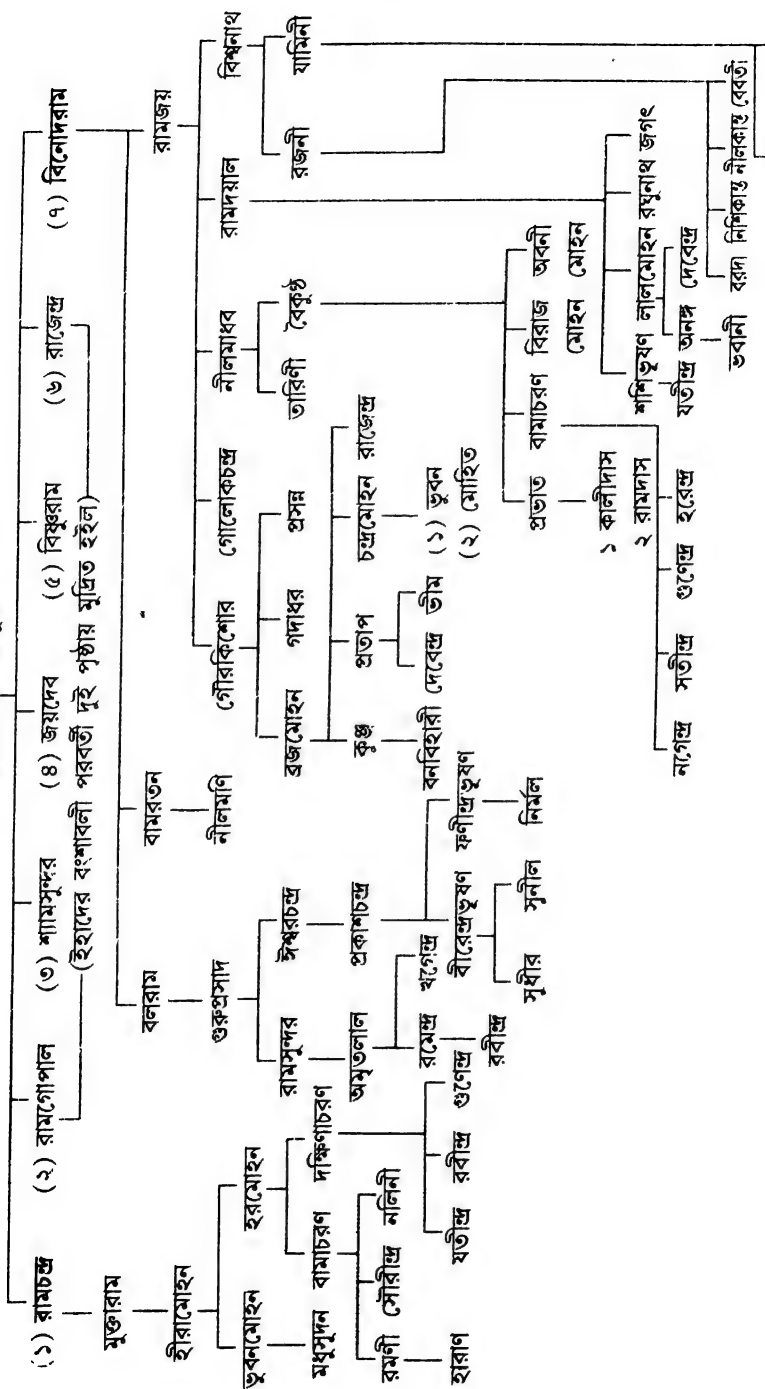 (১) রামচন্দ্র (২) রামগোপাল (৩) শ্যামসুন্দর (৪) জয়দেব (৫) বিষ্ণুরাম (৬) রাজেন্দ্র (৭) বিনোদরাম
(ইহাদের বংশাবলী পরবর্তী দুই পৃষ্ঠায় মুদ্রিত হইল)
মুক্তারাম
বলরাম বামরতন রামজয়
হীরামোহন
গুরুপ্রসাদ নীলমণি
গৌরকিশোর গোলোকচন্দ্র নীলমাধব রামদয়াল বিশ্বনাথ
ভুবনমোহন হরমোহন
রামসুন্দর ঈশ্বরচন্দ্র
ব্রজমোহন গদাধর প্রসন্ন তারিণী বৈকুণ্ঠ
রজনী যামিনী
মধুসূদন বামাচরণ দক্ষিণাচরণ
অমৃতলাল প্রকাশচন্দ্র
কুঞ্জ প্রতাপ চন্দ্রমোহন রাজেন্দ্র
রমণী সৌরীন্দ্র নলিনী
রমেন্দ্র খগেন্দ্র
বীরেন্দ্রভূষণ ফণীন্দ্রভূষণ
বনবিহারী দেবেন্দ্র ভীম
(১) ভুবন
(২) মোহিত
হারাণ
যতীন্দ্র রবীন্দ্র গুণেন্দ্র
রবীন্দ্র
সুধীর সুনীল নির্মল
প্রভাত বামাচরণ বিরাজ অবনী
মোহন মোহন
১ কালীদাস
২ রামদাস
শশিভূষণ লালমোহন রঘুনাথ জগৎ
যতীন্দ্র অনঙ্গ দেবেন্দ্র
ভবানী
নগেন্দ্র সতীন্দ্র গুণেন্দ্র হরেন্দ্র
বরদা নিশিকান্ত নীলকান্ত রেবতী